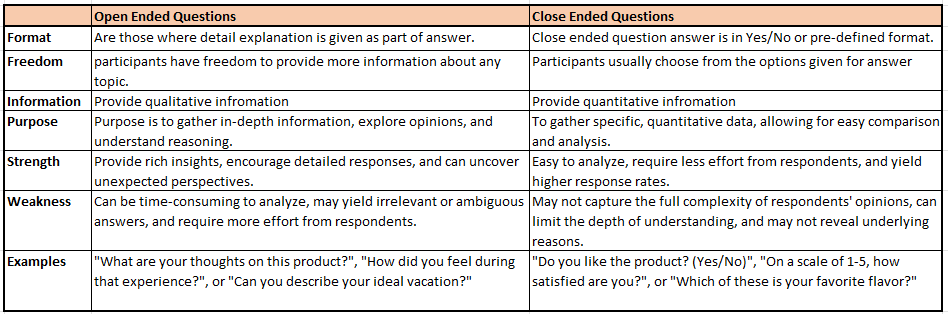 Open Ended Questions Close Ended Questions
Format Are those where detail explanation is given as part of answer. Close ended question answer is in Yes/No or pre-defined format.
Freedom participants have freedom to provide more information about any Participants usually choose from the options given for answer
topic.
Information Provide qualitative infromation Provide quantitative infromation
Purpose Purpose is to gather in-depth information, explore opinions, and To gather specific, quantitative data, allowing for easy comparison
understand reasoning. and analysis.
Strength Provide rich insights, encourage detailed responses, and can uncover Easy to analyze, require less effort from respondents, and yield
unexpected perspectives. higher response rates.
Weakness Can be time-consuming to analyze, may yield irrelevant or ambiguous May not capture the full complexity of respondents' opinions, can
answers, and require more effort from respondents. limit the depth of understanding, and may not reveal underlying
reasons.
Examples "What are your thoughts on this product?", "How did you feel during "Do you like the product? (Yes/No)", "On a scale of 1-5, how
that experience?", or "Can you describe your ideal vacation?" satisfied are you?", or "Which of these is your favorite flavor?"